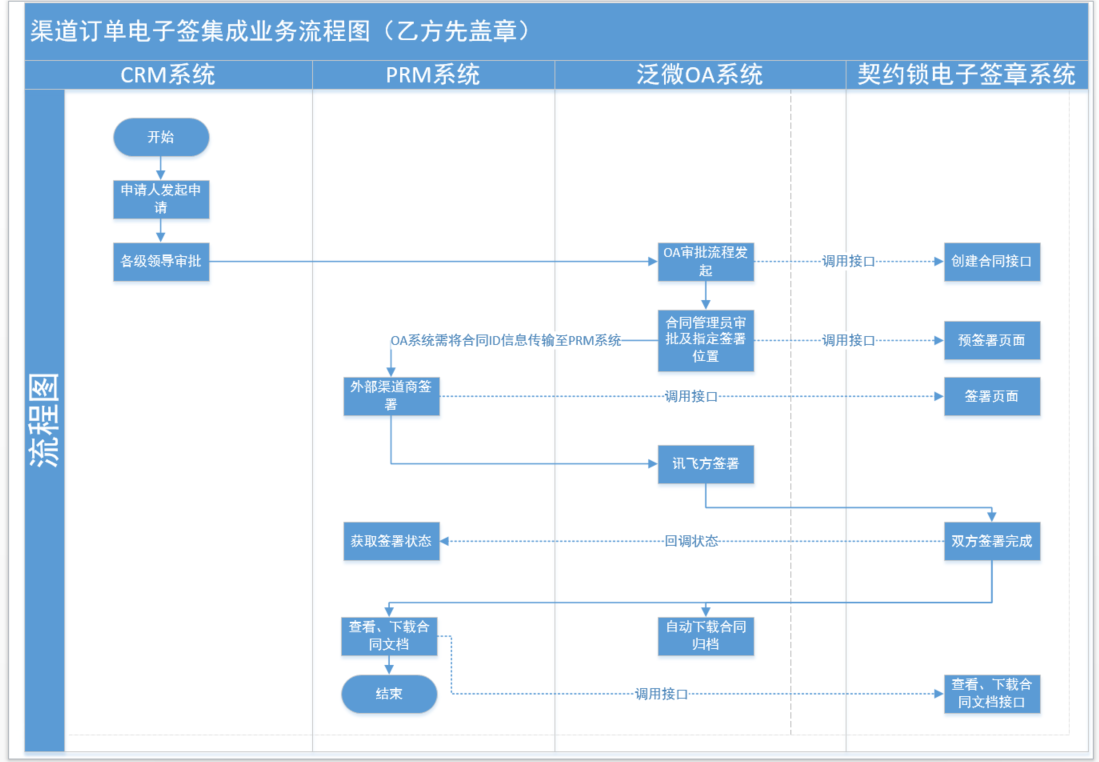 渠道订单电子签集成业务流程图（乙方先盖章）
CRM系统
PRM系统
泛微OA系统
契约锁电子签章系统
流程图
开始
申请人发起申
请
各级领导审批
OA审批流程发
起
调用接口
创建合同接口
合同管理员审
批及指定签署
位置
OA系统需将合同ID信息传输至PRM系统
调用接口
预签署页面
外部渠道商签
署
调用接口
签署页面
讯飞方签署
获取签署状态
回调状态
双方签署完成
查看、下载合
同文档
自动下载合同
归档
结束
调用接口
查看、下载合
同文档接口